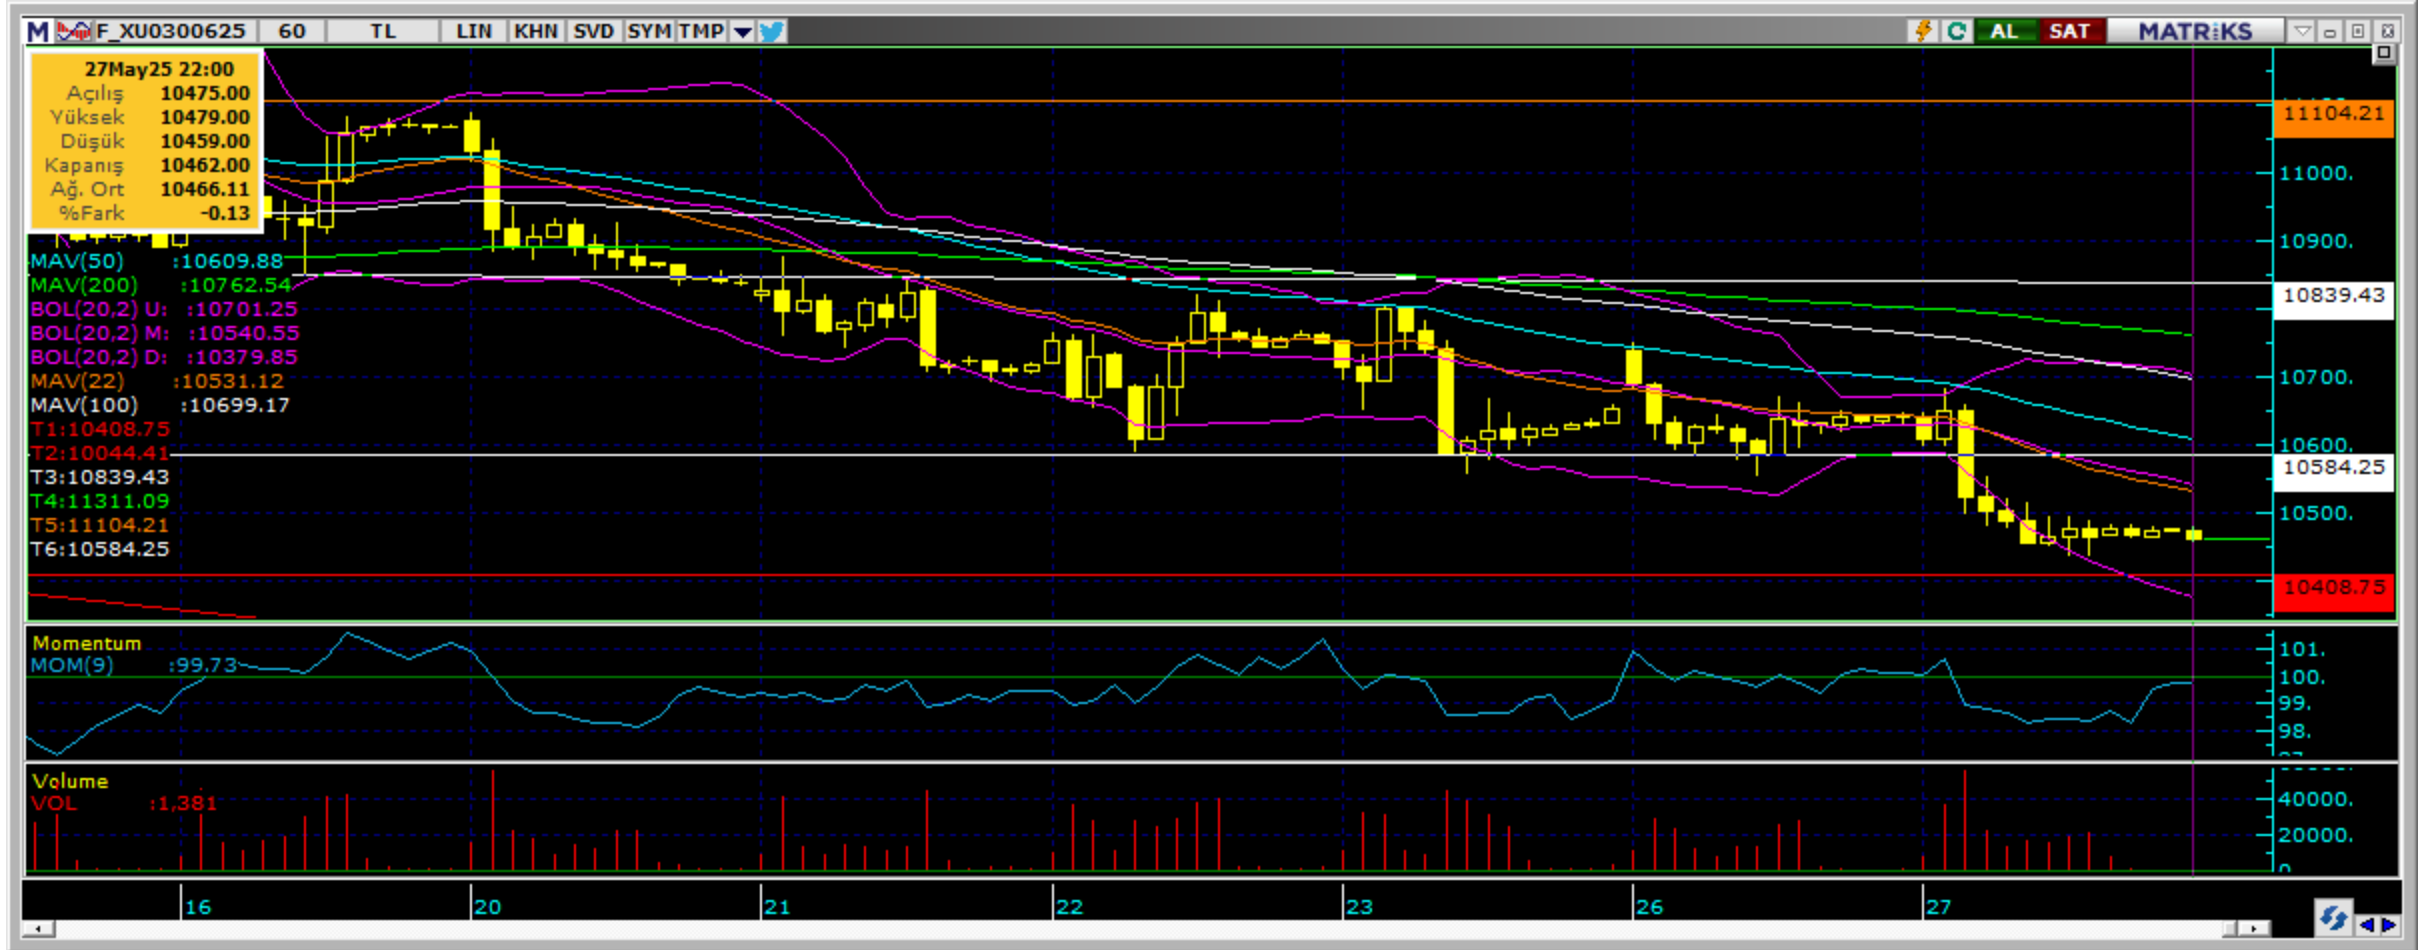 M F_XU0300625 60 TL LIN KHN SVD SYM TMP AL SAT MATRiKS
27May25 22:00
Açılış 10475.00
Yüksek 10479.00
Düşük 10459.00
Kapanış 10462.00
Ağ. Ort 10466.11
%Fark -0.13
MAV(50) :10609.88
MAV(200) :10762.54
BOL(20,2) U: :10701.25
BOL(20,2) M: :10540.55
BOL(20,2) D: :10379.85
MAV(22) :10531.12
MAV(100) :10699.17
T1:10408.75
T2:10044.41
T3:10839.43
T4:11311.09
T5:11104.21
T6:10584.25
11104.21
11000.
10900.
10839.43
10700.
10600.
10584.25
10500.
10408.75
Momentum
MOM(9) :99.73
101.
100.
99.
98.
Volume
VOL :1,381
40000.
20000.
0
16 20 21 22 23 26 27